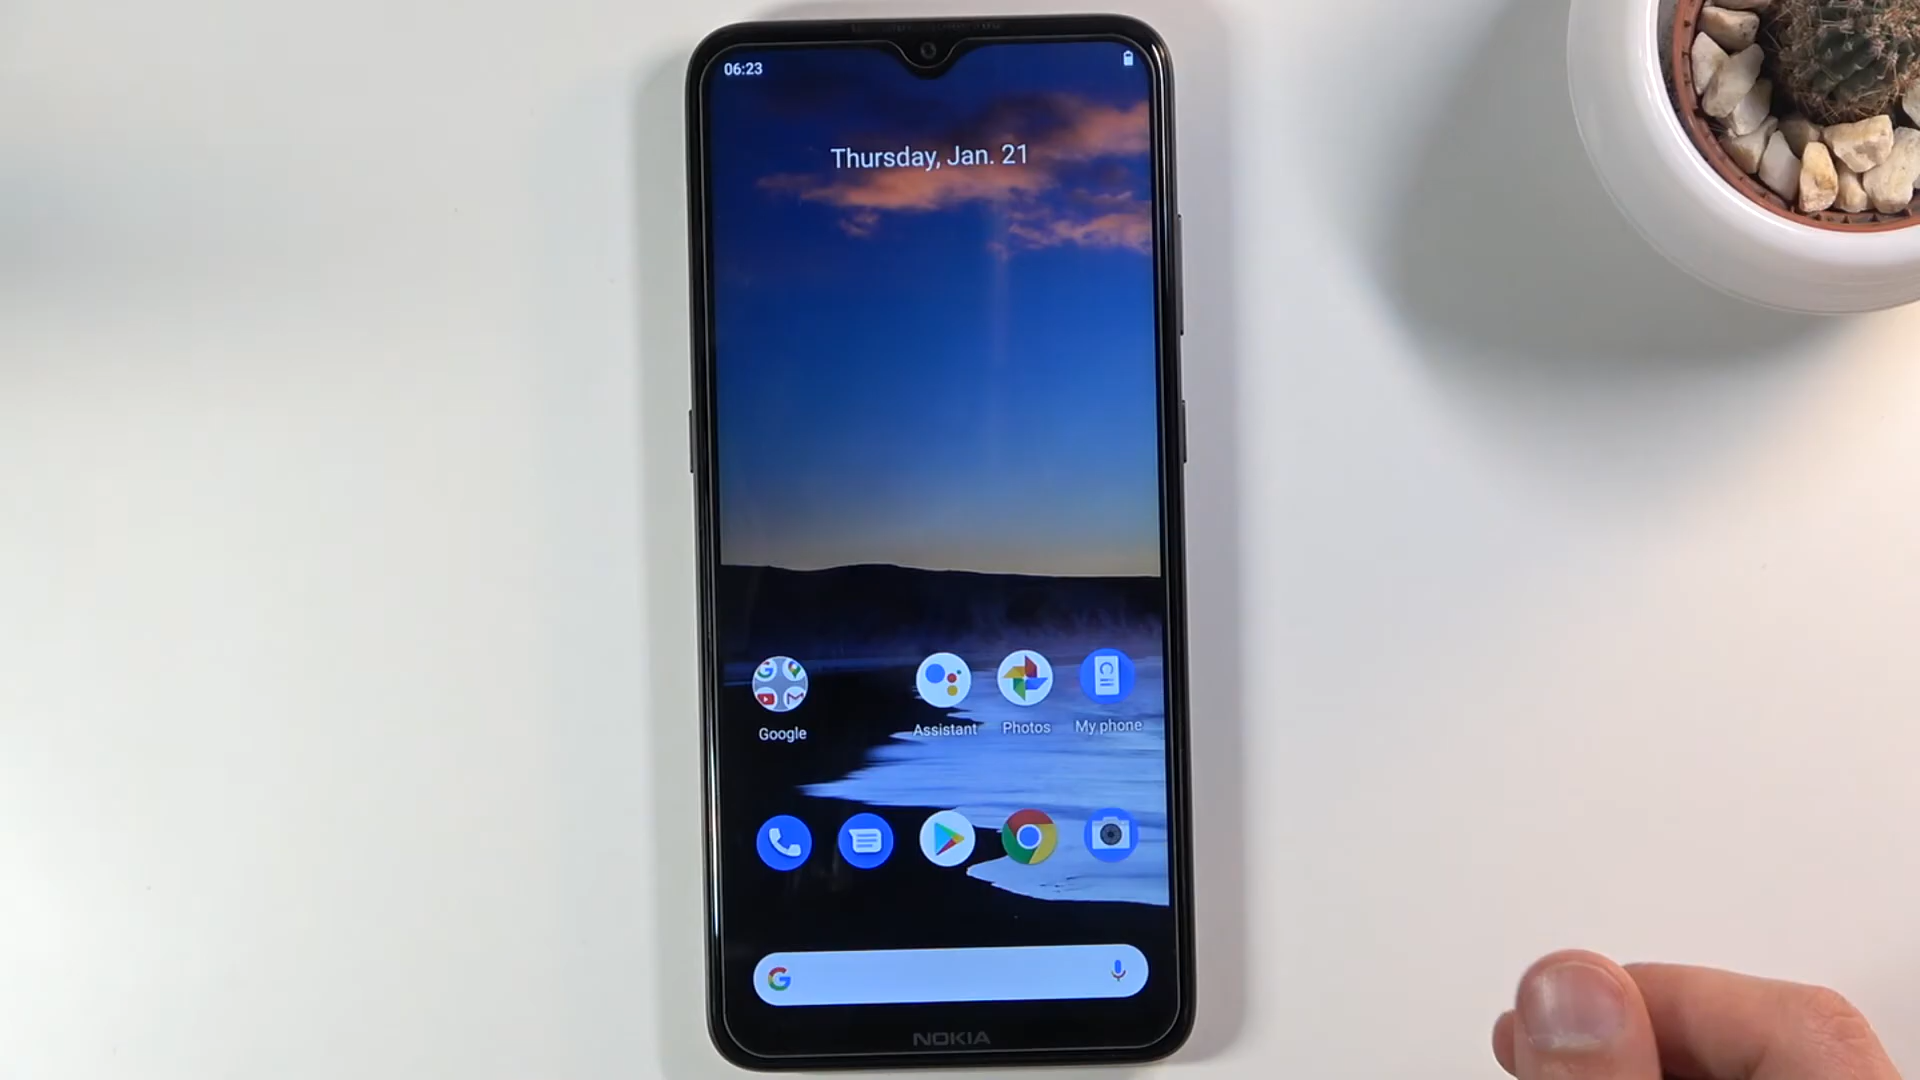 06:23
Thursday, Jan. 21
Google
Assistant
Photos
My phone
NOKIA